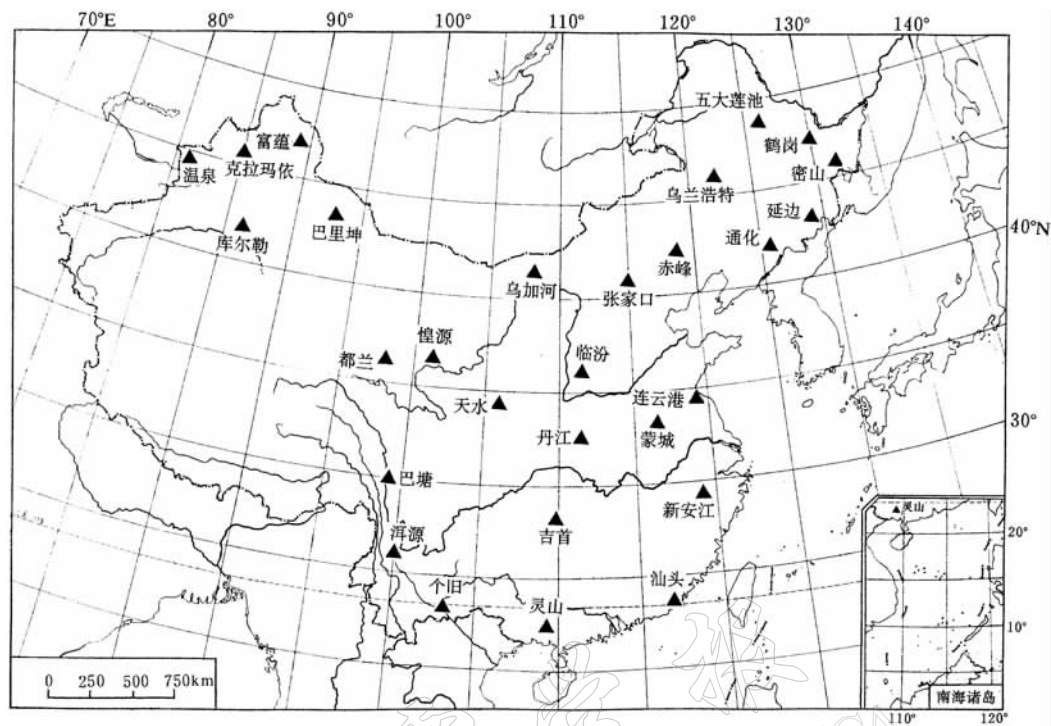 70°E 80° 90° 100° 110° 120° 130° 140°
五大莲池
富蕴
鹤岗
克拉玛依
温泉
密山
乌兰浩特
延边
巴里坤
库尔勒
通化
40°N
赤峰
乌加河
张家口
惶源
都兰
临汾
天水
连云港
30°
丹江
蒙城
巴塘
新安江
灵山
洱源
吉首
20°
个旧
灵山
汕头
10°
0 250 500 750km
南海诸岛
110° 120°